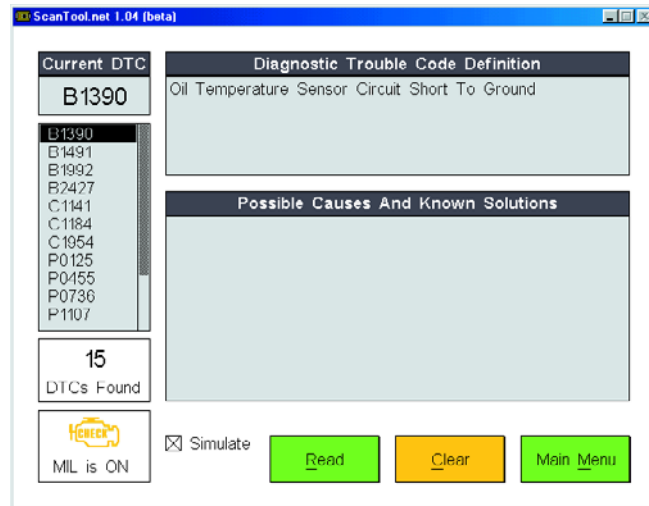 ScanTool.net 1.04 (beta)
Current DTC
B1390
B1390
B1491
B1992
B2427
C1141
C1184
C1954
P0125
P0455
P0736
P1107
15
DTCs Found
CHECK
MIL is ON
Diagnostic Trouble Code Definition
Oil Temperature Sensor Circuit Short To Ground
Possible Causes And Known Solutions
Simulate
Read
Clear
Main Menu